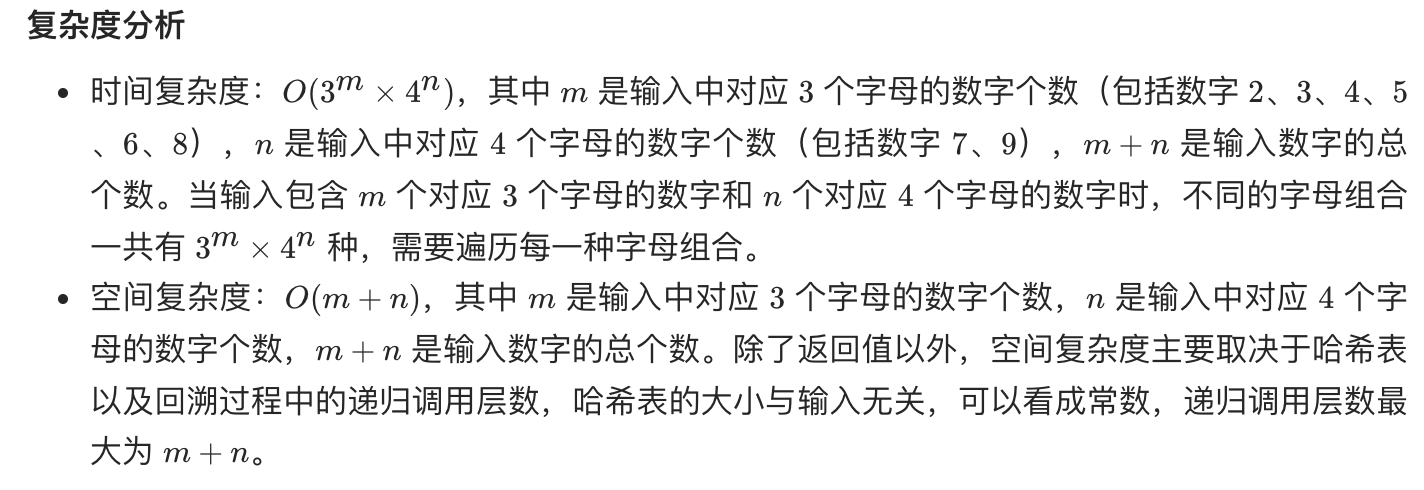 复杂度分析
• 时间复杂度：O(3^m × 4^n)，其中 m 是输入中对应 3 个字母的数字个数（包括数字 2、3、4、5
、6、8），n 是输入中对应 4 个字母的数字个数（包括数字 7、9），m + n 是输入数字的总
个数。当输入包含 m 个对应 3 个字母的数字和 n 个对应 4 个字母的数字时，不同的字母组合
一共有 3^m × 4^n 种，需要遍历每一种字母组合。
• 空间复杂度：O(m + n)，其中 m 是输入中对应 3 个字母的数字个数，n 是输入中对应 4 个字
母的数字个数，m + n 是输入数字的总个数。除了返回值以外，空间复杂度主要取决于哈希表
以及回溯过程中的递归调用层数，哈希表的大小与输入无关，可以看成常数，递归调用层数最
大为 m + n。